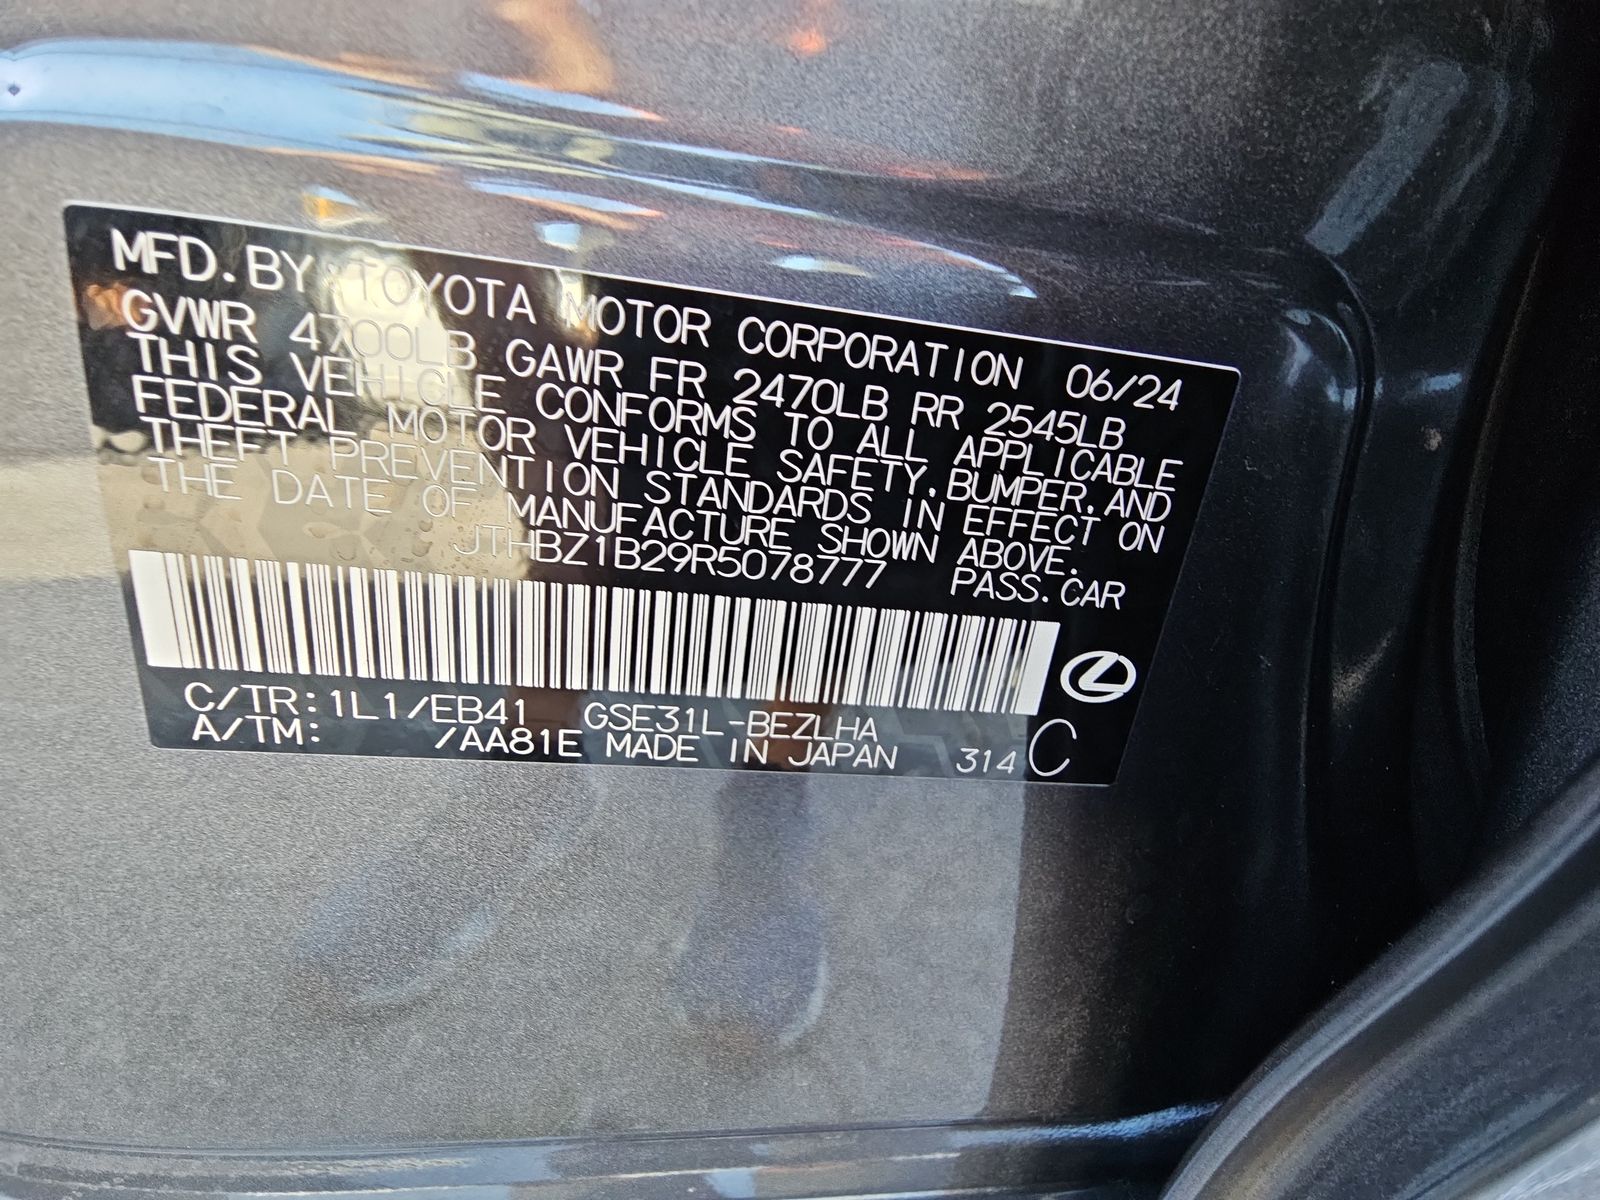 MFD. BY: TOYOTA MOTOR CORPORATION 06/24
GVWR 4700LB GAWR FR 2470LB RR 2545LB
THIS VEHICLE CONFORMS TO ALL APPLICABLE
FEDERAL MOTOR VEHICLE SAFETY, BUMPER, AND
THEFT PREVENTION STANDARDS IN EFFECT ON
THE DATE OF MANUFACTURE SHOWN ABOVE.
JTHBZ1B29R5078777 PASS. CAR
C/TR: 1L1/EB41 GSE31L-BEZLHA
A/TM: /AA81E MADE IN JAPAN 314 C